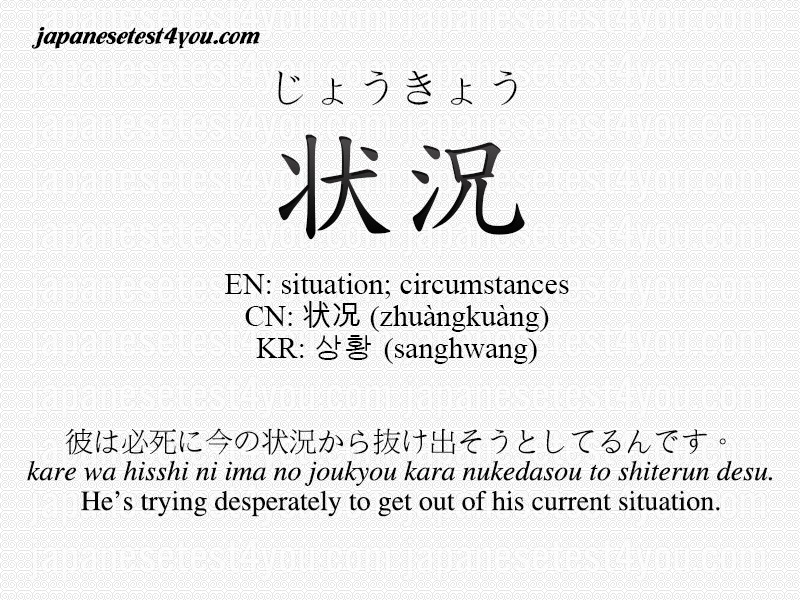 japanesetest4you.com
じょうきょう
状況
EN: situation; circumstances
CN: 状况 (zhuàngkuàng)
KR: 상황 (sanghwang)
彼は必死に今の状況から抜け出そうとしてるんです。
kare wa hisshi ni ima no joukyou kara nukedasou to shiterun desu.
He’s trying desperately to get out of his current situation.